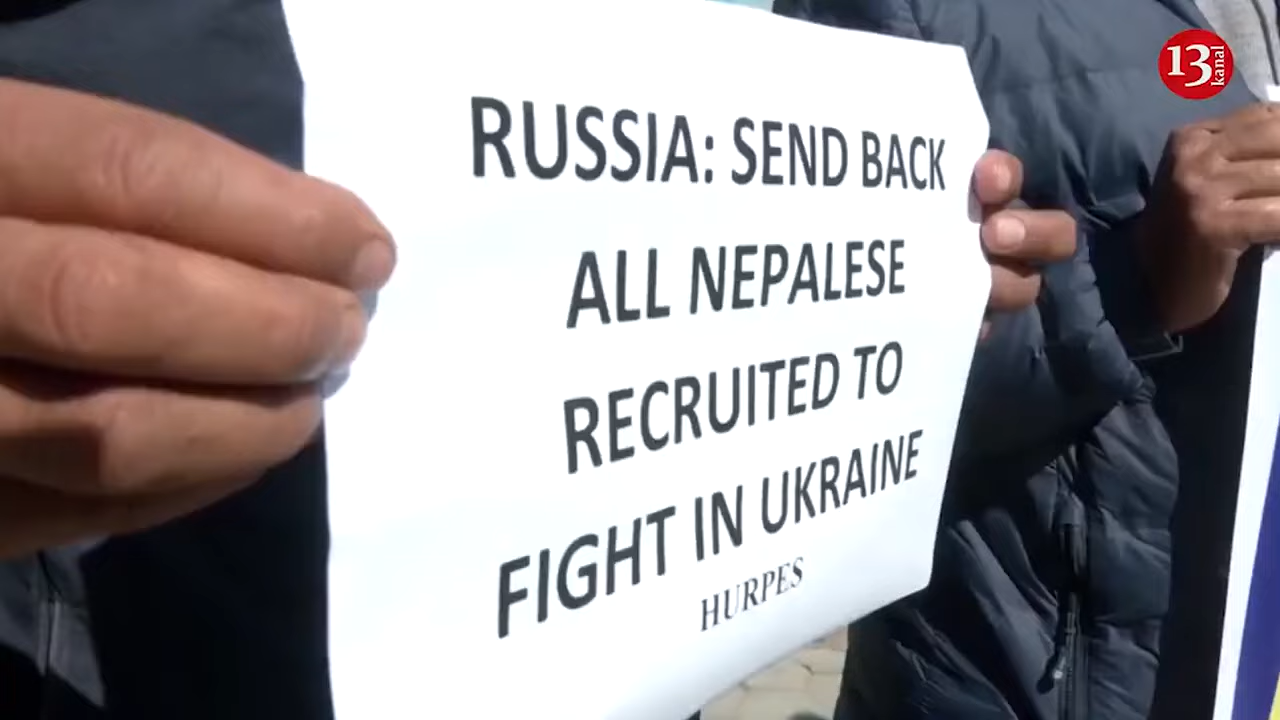 RUSSIA: SEND BACK
ALL NEPALESE
RECRUITED TO
FIGHT IN UKRAINE
HURPES
13
kanal